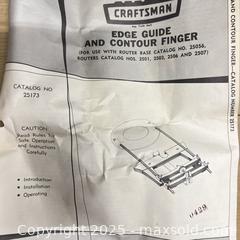 CRAFTSMAN
EDGE GUIDE
AND CONTOUR FINGER
(FOR USE WITH ROUTER BASE CATALOG NO. 25056,
ROUTERS CATALOG NOS. 2501, 2503, 2506 AND 2507)
CATALOG NO
25173
CAUTION:
Read Rules for
Safe Operation
and Instructions
Carefully
• Introduction
• Installation
• Operating
AND CONTOUR FINGER—CATALOG NUMBER 25173
Copyright ©2025 - maxsold.com